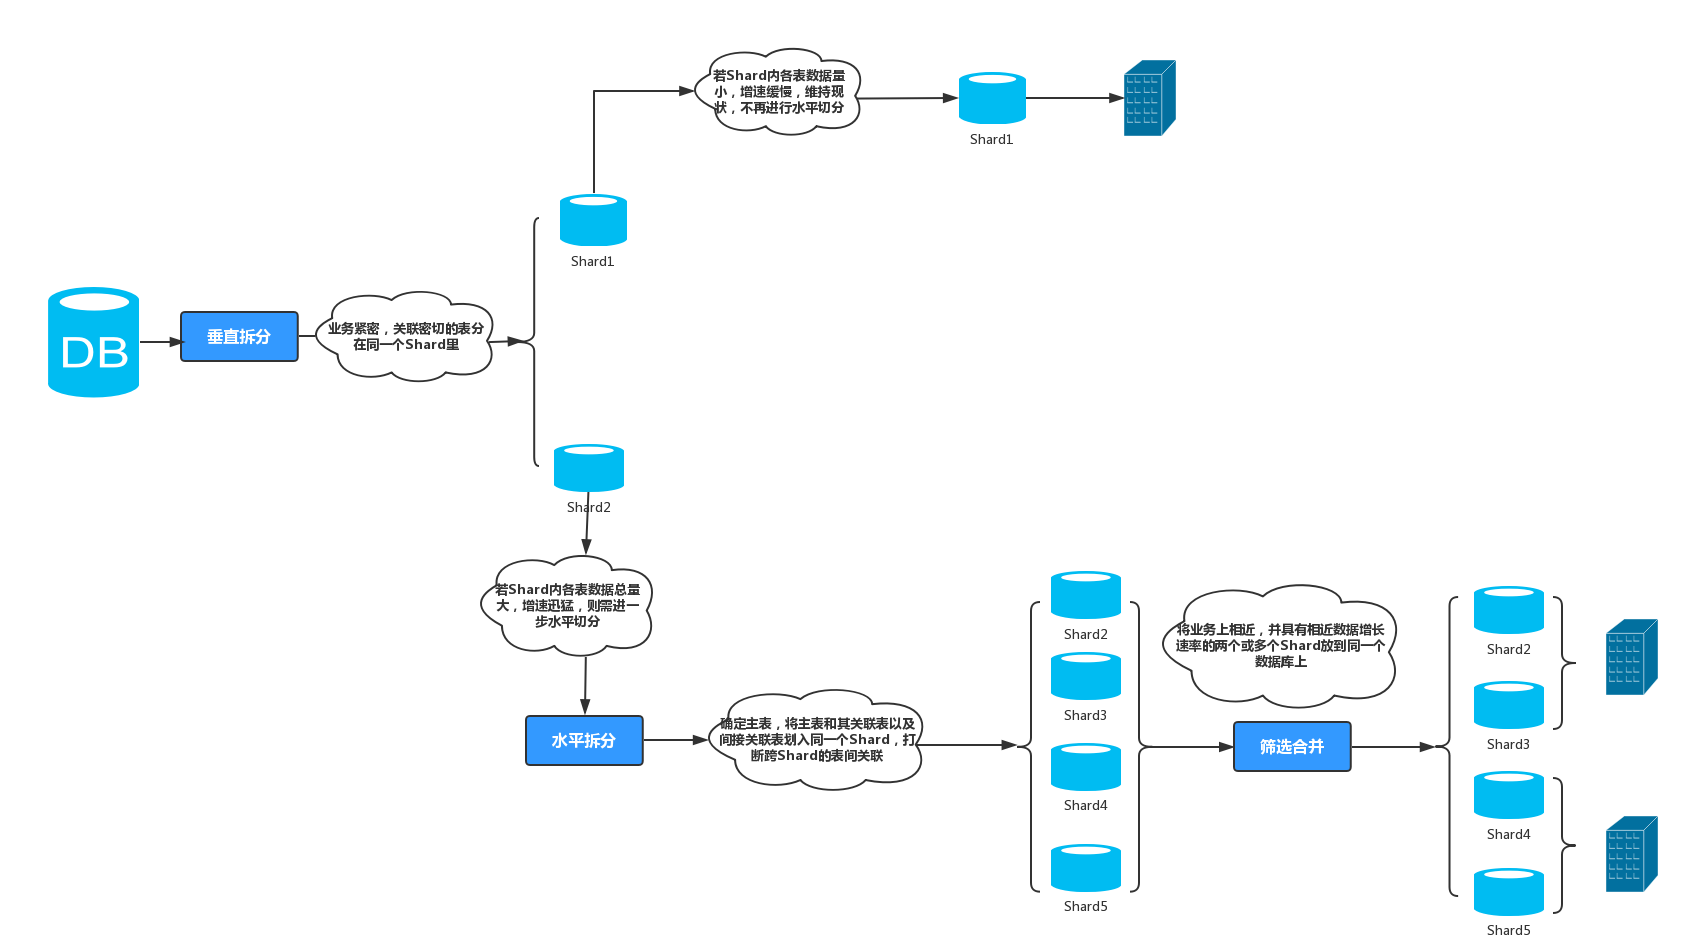 若Shard内各表数据量
小，增速缓慢，维持现
状，不再进行水平切分
Shard1
Shard1
DB
垂直拆分
业务紧密，关联密切的表分
在同一个Shard里
Shard2
若Shard内各表数据总量
大，增速迅猛，则需进一
步水平切分
水平拆分
确定主表，将主表和其关联表以及
间接关联表划入同一个Shard，打
断跨Shard的表间关联
Shard2
Shard3
Shard4
Shard5
将业务上相近，并具有相近数据增长
速率的两个或多个Shard放到同一个
数据库上
筛选合并
Shard2
Shard3
Shard4
Shard5